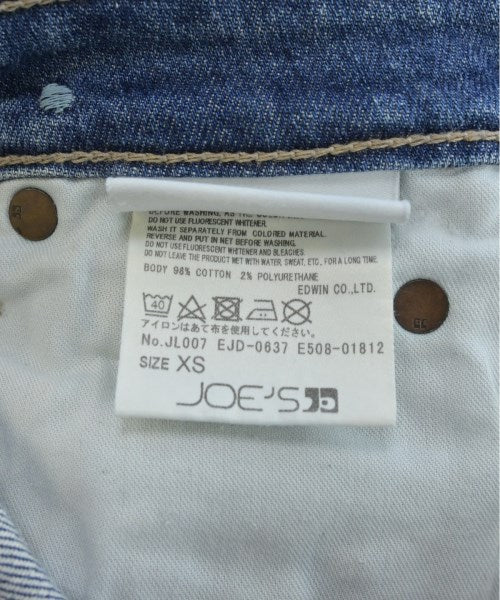 BEFORE WASHING, AS THE COLOR MAY
DO NOT USE FLUORESCENT WHITENER.
WASH IT SEPARATELY FROM COLORED MATERIAL.
REVERSE AND PUT IN NET BEFORE WASHING.
DO NOT USE FLUORESCENT WHITENER AND BLEACHES.
DO NOT LEAVE THE PRODUCT WET WITH WATER, SWEAT, ETC., FOR A LONG TIME.
BODY 98% COTTON 2% POLYURETHANE
EDWIN CO.,LTD.
40
アイロンはあて布を使用してください。
No.JL007 EJD-0637 E508-01812
SIZE XS
JOE'S